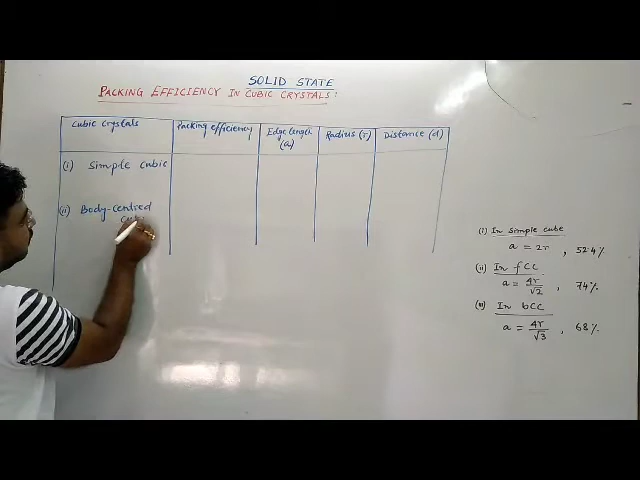 SOLID STATE
PACKING EFFICIENCY IN CUBIC CRYSTALS:
Cubic Crystals
Packing efficiency
Edge length (a)
Radius (r)
Distance (d)
(i) Simple cubic
(ii) Body-centred
(i) In simple cube
a = 2r, 52.4%
(ii) In fCC
a = 4r/√2, 74%
(iii) In bCC
a = 4r/√3, 68%